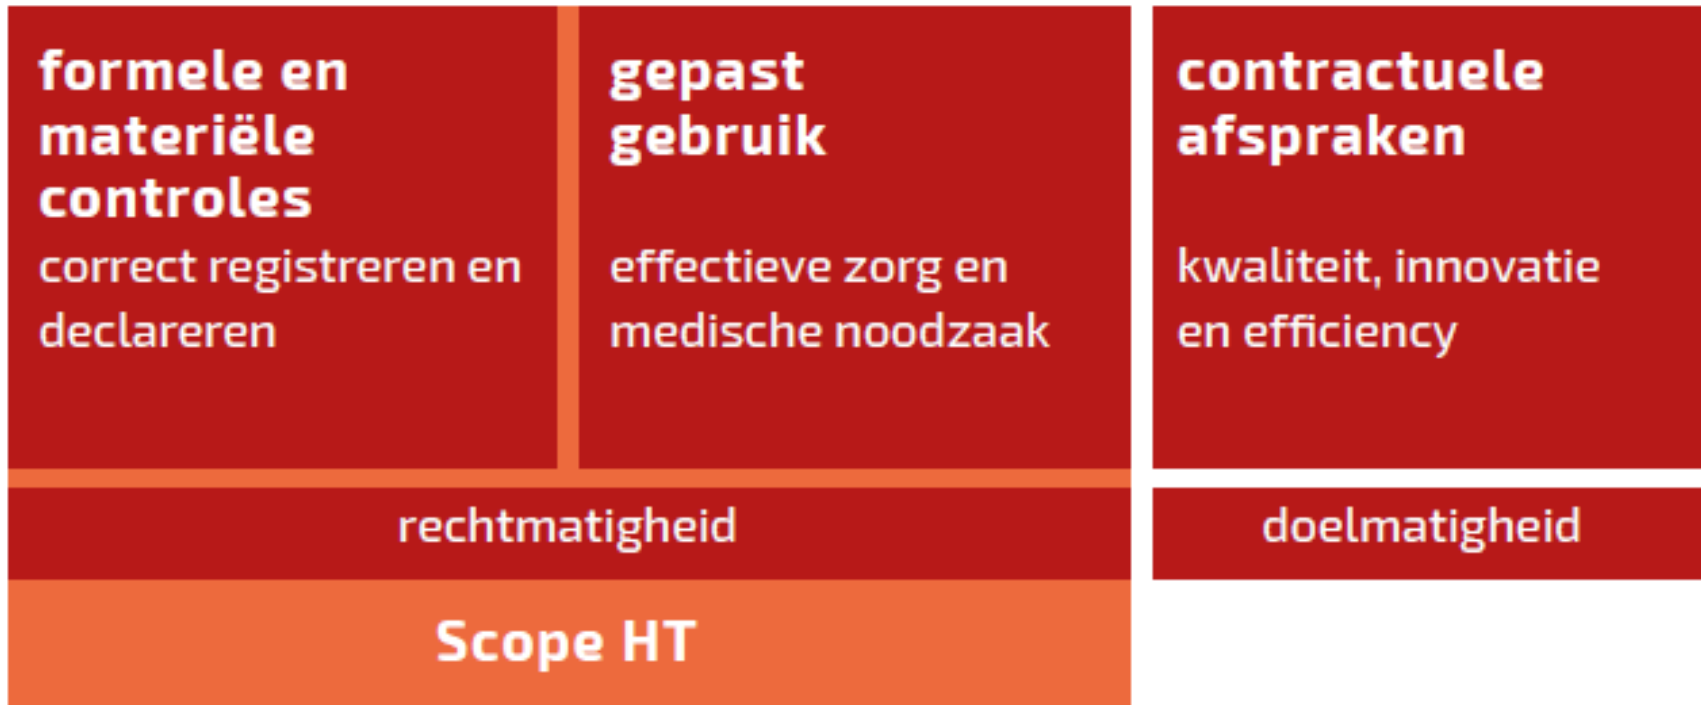 formele en
materiële
controles
correct registreren en
declareren
gepast
gebruik
effectieve zorg en
medische noodzaak
contractuele
afspraken
kwaliteit, innovatie
en efficiency
rechtmatigheid
doelmatigheid
Scope HT